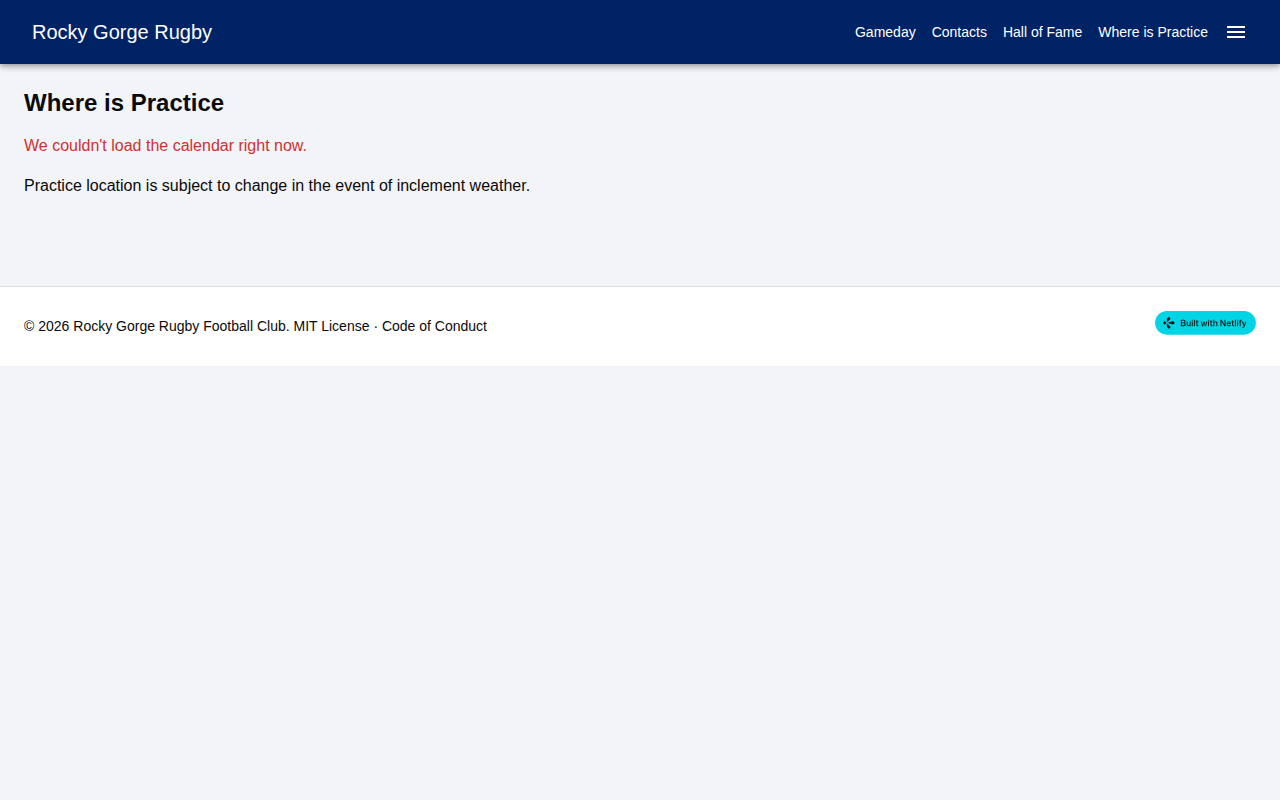 Rocky Gorge Rugby
Gameday Contacts Hall of Fame Where is Practice
Where is Practice
We couldn't load the calendar right now.
Practice location is subject to change in the event of inclement weather.
© 2026 Rocky Gorge Rugby Football Club. MIT License · Code of Conduct
Built with Netlify